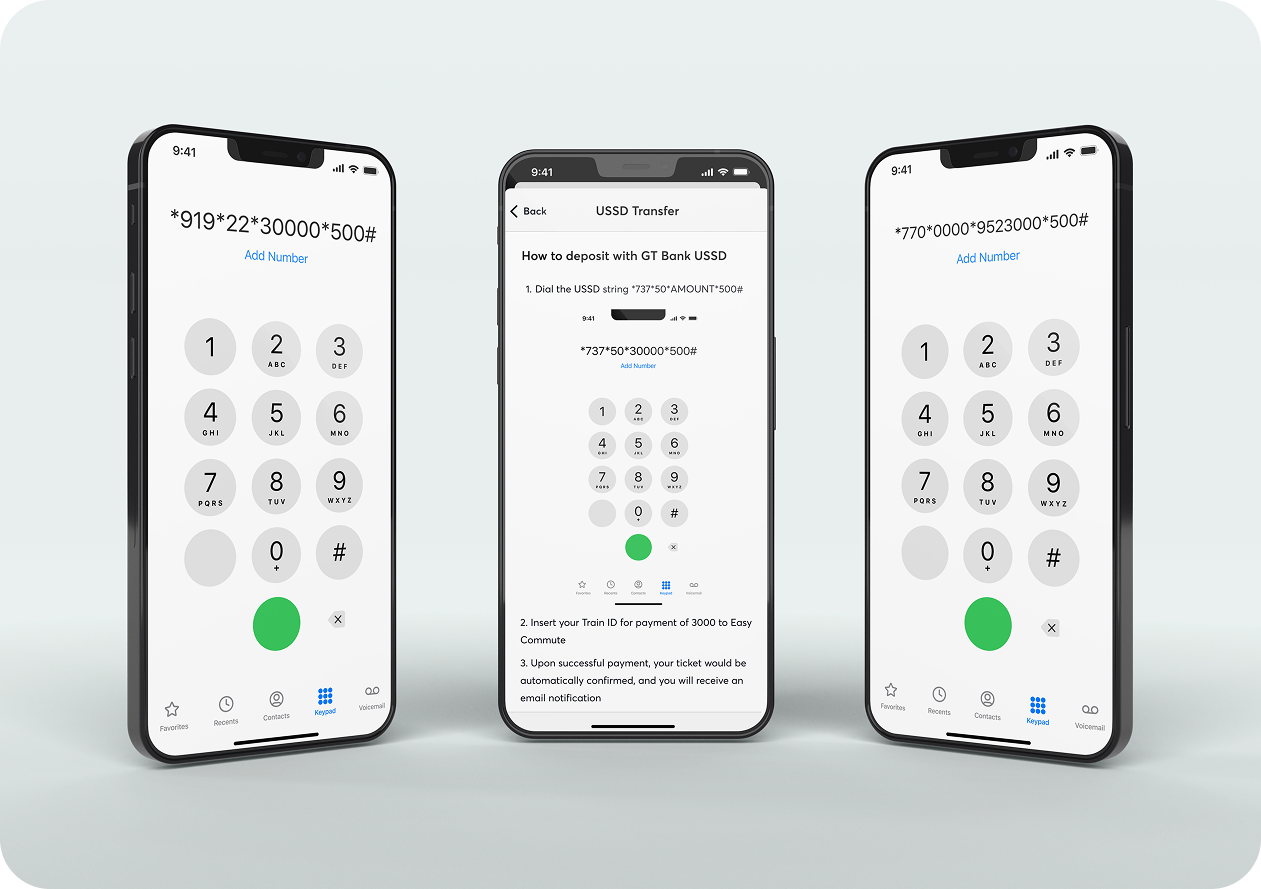 9:41
*919*22*30000*500#
Add Number
1
2
ABC
3
DEF
4
GHI
5
JKL
6
MNO
7
PQRS
8
TUV
9
WXYZ
0
+
#
Favorites
Recents
Contacts
Keypad
Voicemail
9:41
Back
USSD Transfer
How to deposit with GT Bank USSD
1. Dial the USSD string *737*50*AMOUNT*500#
9:41
*737*50*30000*500#
Add Number
1
2
ABC
3
DEF
4
GHI
5
JKL
6
MNO
7
PQRS
8
TUV
9
WXYZ
0
+
#
Favorites
Recents
Contacts
Keypad
Voicemail
2. Insert your Train ID for payment of 3000 to Easy
Commute
3. Upon successful payment, your ticket would be
automatically confirmed, and you will receive an
email notification
9:41
*770*0000*9523000*500#
Add Number
1
2
ABC
3
DEF
4
GHI
5
JKL
6
MNO
7
PQRS
8
TUV
9
WXYZ
0
+
#
Favorites
Recents
Contacts
Keypad
Voicemail